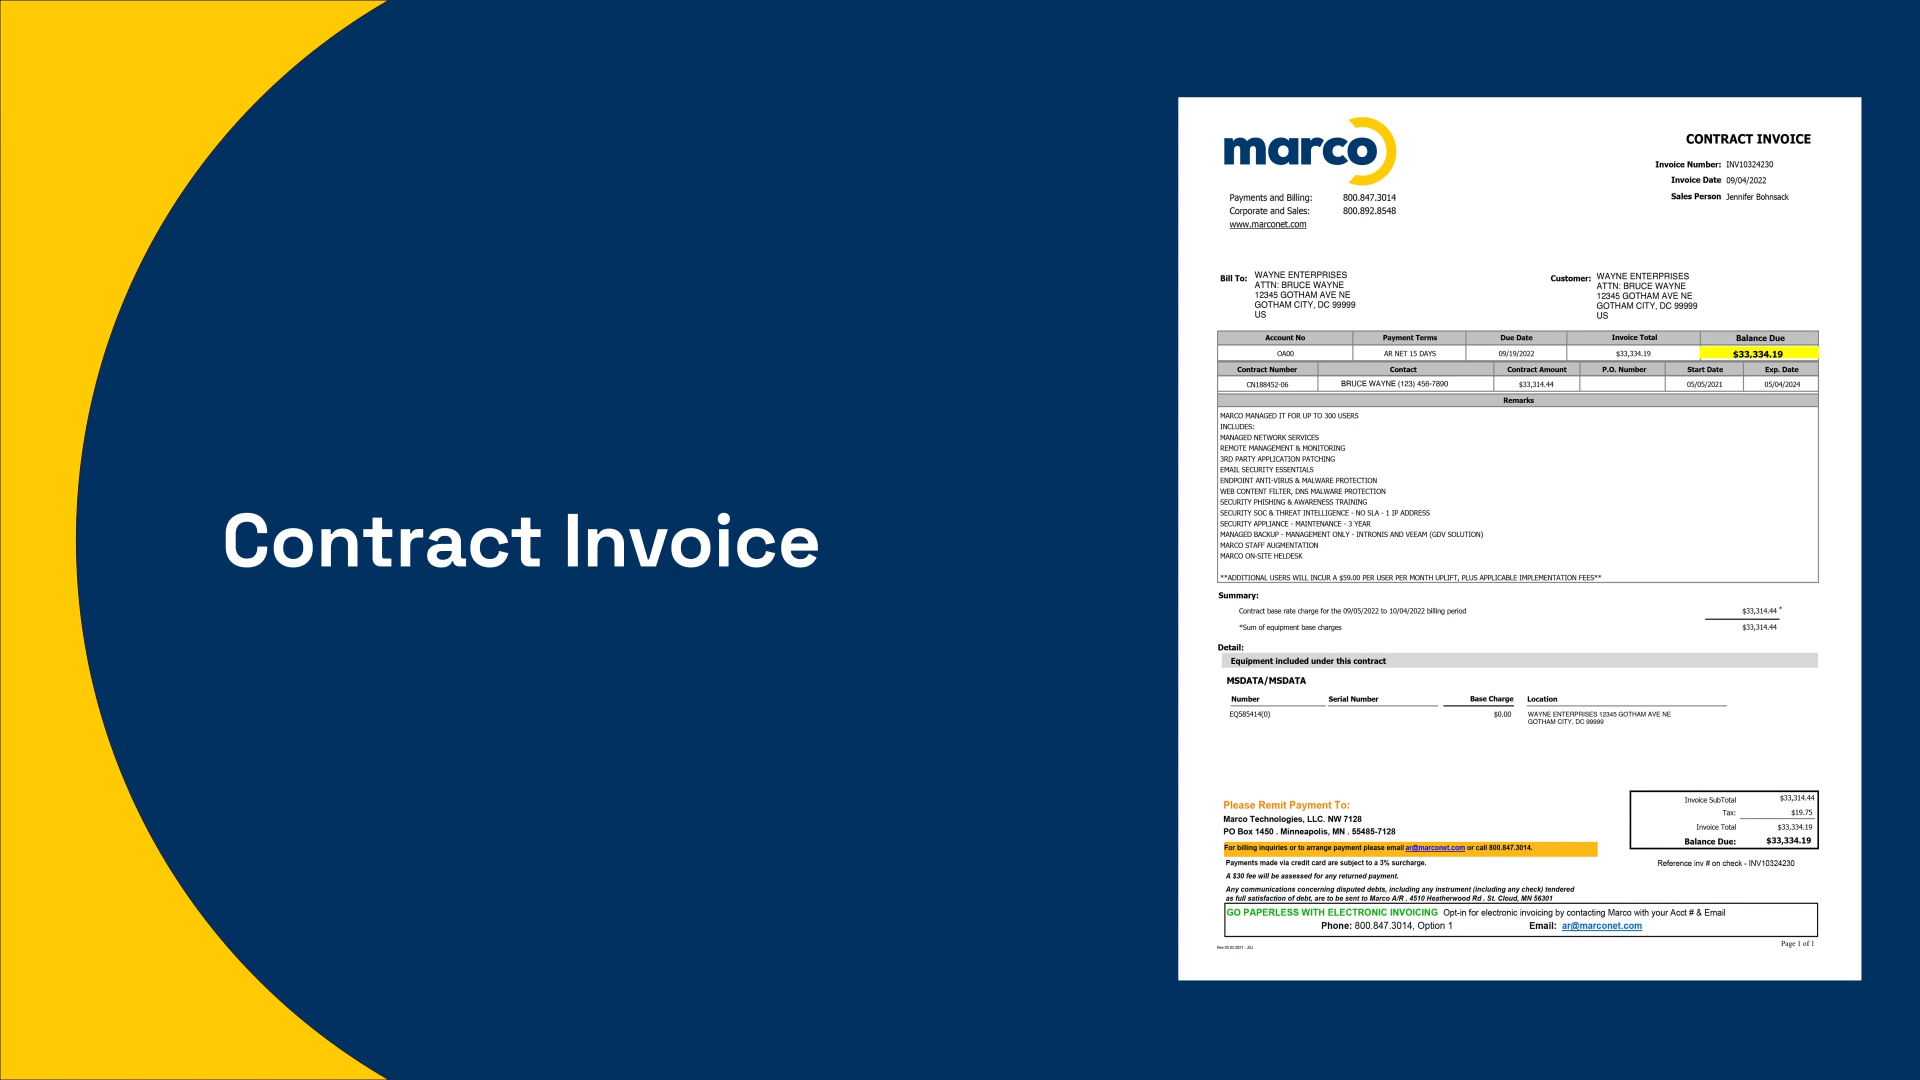 Contract Invoice
marco
CONTRACT INVOICE
Invoice Number: INV10324230
Invoice Date 09/04/2022
Sales Person Jennifer Bohnsack
Payments and Billing: 800.847.3014
Corporate and Sales: 800.892.8548
www.marconet.com
Bill To: WAYNE ENTERPRISES
ATTN: BRUCE WAYNE
12345 GOTHAM AVE NE
GOTHAM CITY, DC 99999
US
Customer: WAYNE ENTERPRISES
ATTN: BRUCE WAYNE
12345 GOTHAM AVE NE
GOTHAM CITY, DC 99999
US
Account No Payment Terms Due Date Invoice Total Balance Due
OA00 AR NET 15 DAYS 09/19/2022 $33,334.19 $33,334.19
Contract Number Contact Contract Amount P.O. Number Start Date Exp. Date
CN188452-06 BRUCE WAYNE (123) 456-7890 $33,314.44 05/05/2021 05/04/2024
Remarks
MARCO MANAGED IT FOR UP TO 300 USERS
INCLUDES:
MANAGED NETWORK SERVICES
REMOTE MANAGEMENT & MONITORING
3RD PARTY APPLICATION PATCHING
EMAIL SECURITY ESSENTIALS
ENDPOINT ANTI-VIRUS & MALWARE PROTECTION
WEB CONTENT FILTER, DNS MALWARE PROTECTION
SECURITY PHISHING & AWARENESS TRAINING
SECURITY SOC & THREAT INTELLIGENCE - NO SLA - 1 IP ADDRESS
SECURITY APPLIANCE - MAINTENANCE - 3 YEAR
MANAGED BACKUP - MANAGEMENT ONLY - INTRONIS AND VEEAM (GDV SOLUTION)
MARCO STAFF AUGMENTATION
MARCO ON-SITE HELDESK
**ADDITIONAL USERS WILL INCUR A $59.00 PER USER PER MONTH UPLIFT, PLUS APPLICABLE IMPLEMENTATION FEES**
Summary:
Contract base rate charge for the 09/05/2022 to 10/04/2022 billing period $33,314.44 *
*Sum of equipment base charges $33,314.44
Detail:
Equipment included under this contract
MSDATA/MSDATA
Number Serial Number Base Charge Location
EQ585414(0) $0.00 WAYNE ENTERPRISES 12345 GOTHAM AVE NE
GOTHAM CITY, DC 99999
Invoice SubTotal $33,314.44
Tax: $19.75
Invoice Total $33,334.19
Balance Due: $33,334.19
Reference inv # on check - INV10324230
Please Remit Payment To:
Marco Technologies, LLC. NW 7128
PO Box 1450 . Minneapolis, MN . 55485-7128
For billing inquiries or to arrange payment please email ar@marconet.com or call 800.847.3014.
Payments made via credit card are subject to a 3% surcharge.
A $30 fee will be assessed for any returned payment.
Any communications concerning disputed debts, including any instrument (including any check) tendered
as full satisfaction of debt, are to be sent to Marco A/R . 4510 Heatherwood Rd . St. Cloud, MN 56301
GO PAPERLESS WITH ELECTRONIC INVOICING Opt-in for electronic invoicing by contacting Marco with your Acct # & Email
Phone: 800.847.3014, Option 1 Email: ar@marconet.com
Page 1 of 1